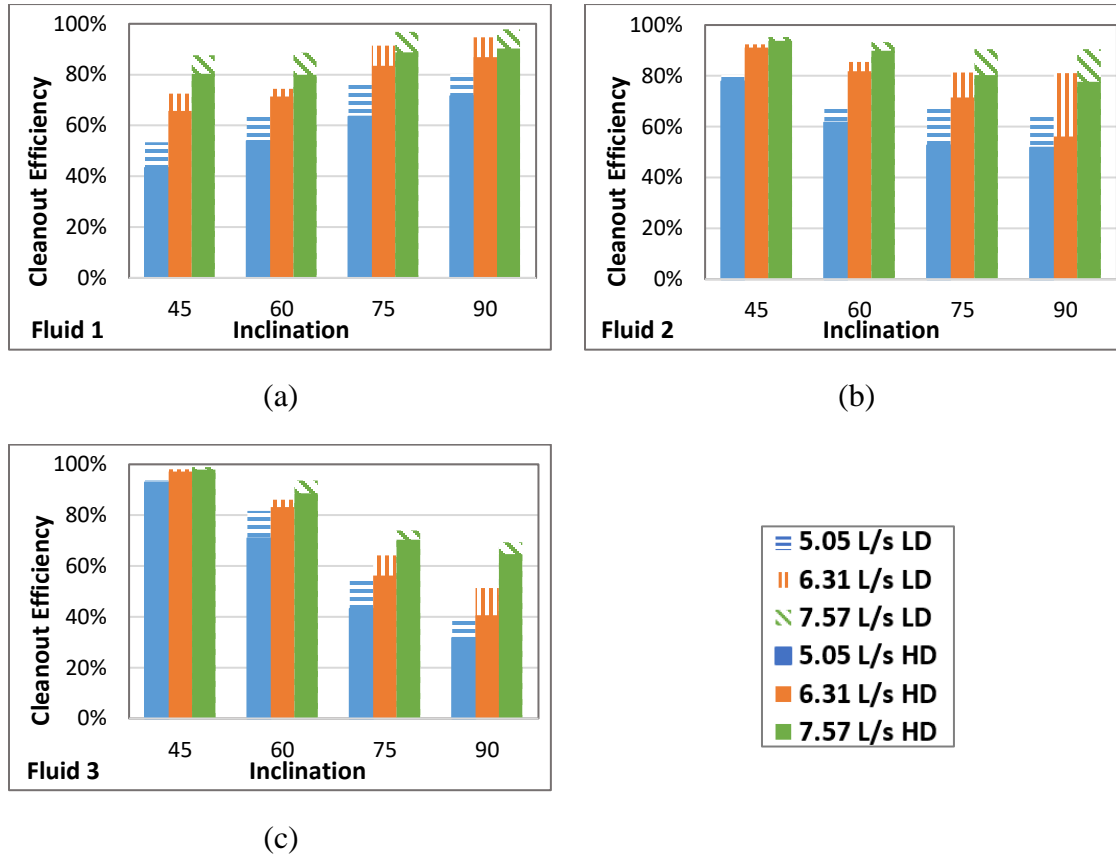 Cleanout Efficiency
100%
80%
60%
40%
20%
0%
45 60 75 90
Fluid 1 Inclination
(a)
Cleanout Efficiency
100%
80%
60%
40%
20%
0%
45 60 75 90
Fluid 2 Inclination
(b)
Cleanout Efficiency
100%
80%
60%
40%
20%
0%
45 60 75 90
Fluid 3 Inclination
(c)
5.05 L/s LD
6.31 L/s LD
7.57 L/s LD
5.05 L/s HD
6.31 L/s HD
7.57 L/s HD